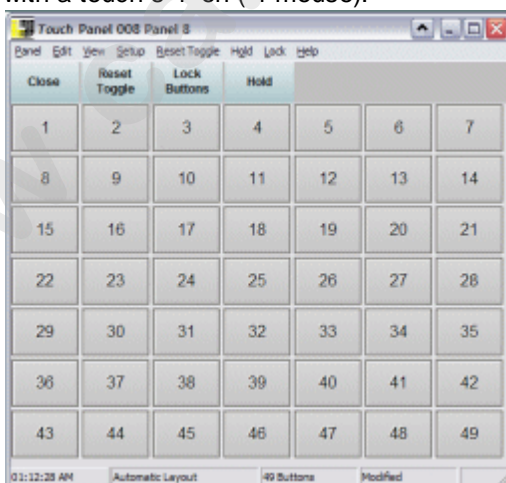 with a touch
Touch Panel 008 Panel 8
Panel Edit View Setup Reset Toggle Hold Lock Help
Close Reset Toggle Lock Buttons Hold
1 2 3 4 5 6 7
8 9 10 11 12 13 14
15 16 17 18 19 20 21
22 23 24 25 26 27 28
29 30 31 32 33 34 35
36 37 38 39 40 41 42
43 44 45 46 47 48 49
01:12:28 AM Automatic Layout 49 Buttons Modified